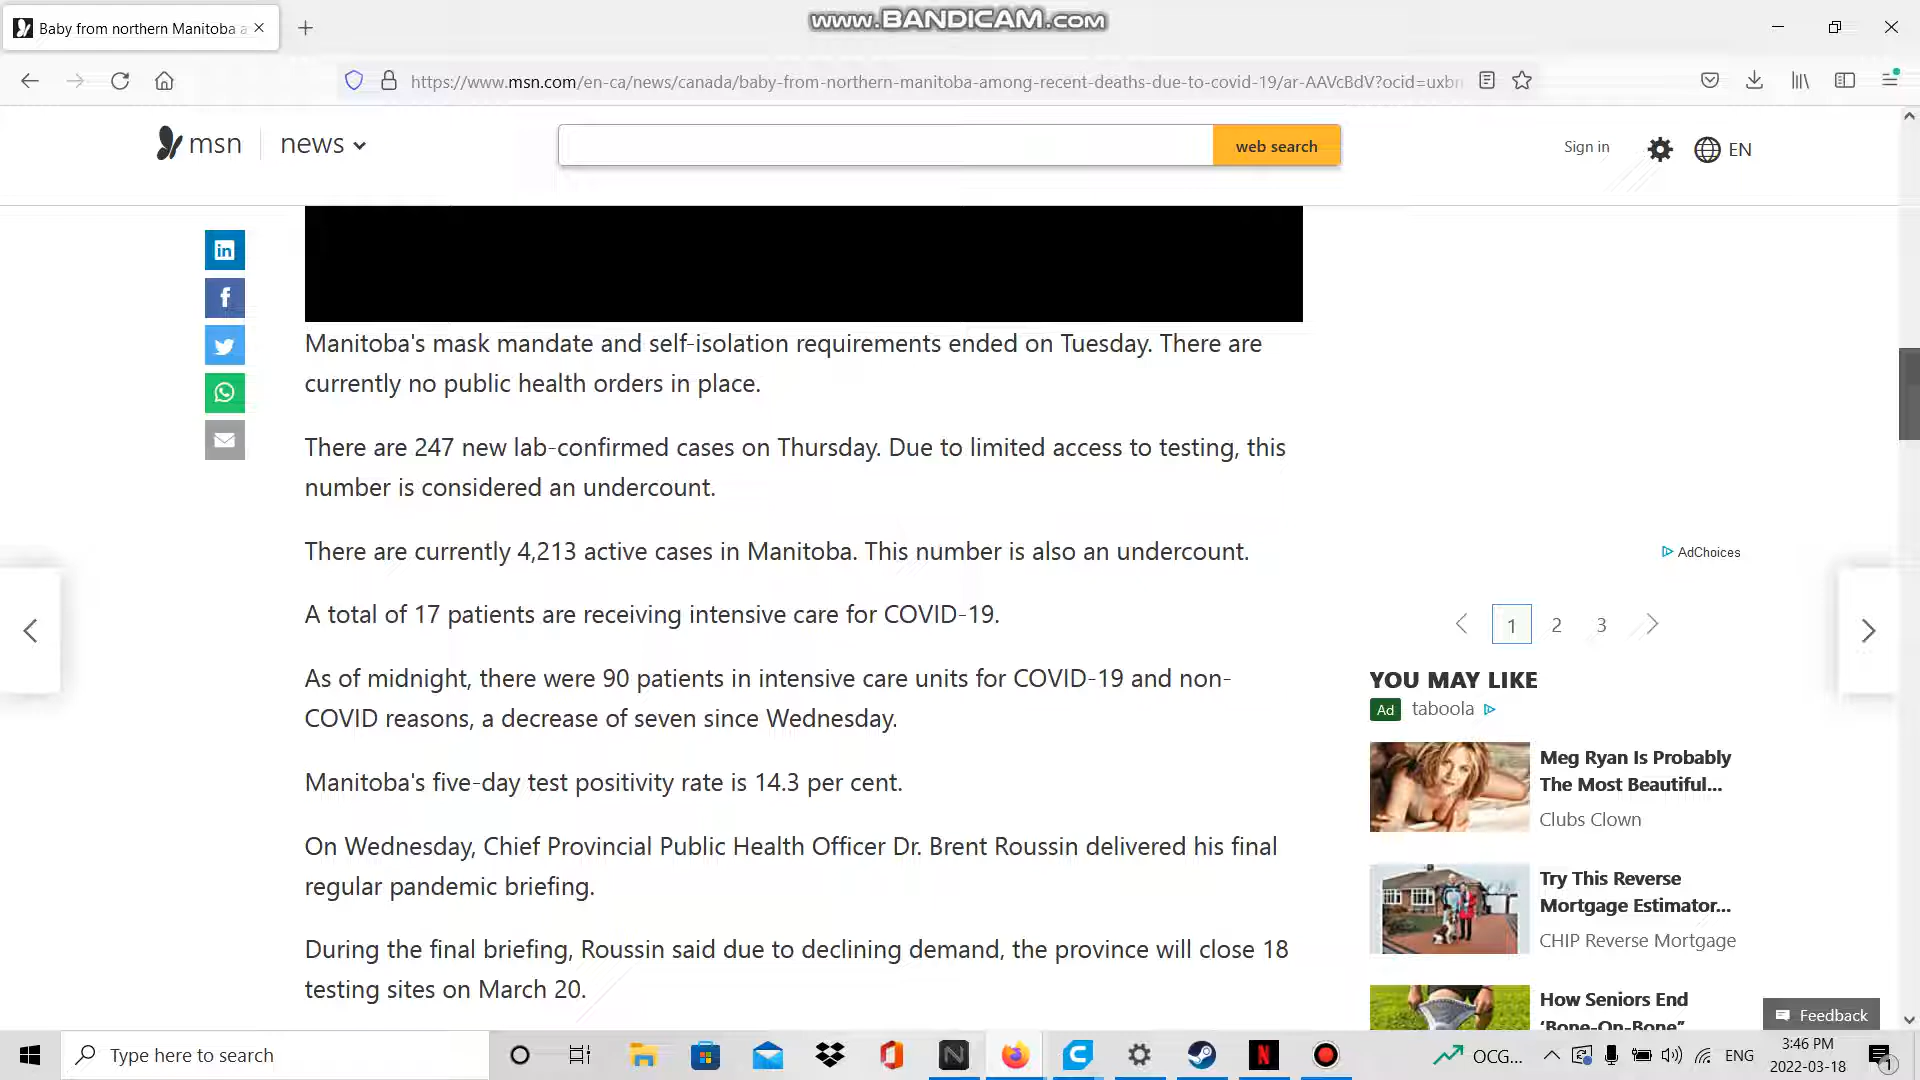 www.BANDICAM.com
Baby from northern Manitoba a
https://www.msn.com/en-ca/news/canada/baby-from-northern-manitoba-among-recent-deaths-due-to-covid-19/ar-AAVcBdV?ocid=uxbn
msn
news
web search
Sign in
EN
Manitoba's mask mandate and self-isolation requirements ended on Tuesday. There are
currently no public health orders in place.
There are 247 new lab-confirmed cases on Thursday. Due to limited access to testing, this
number is considered an undercount.
There are currently 4,213 active cases in Manitoba. This number is also an undercount.
A total of 17 patients are receiving intensive care for COVID-19.
As of midnight, there were 90 patients in intensive care units for COVID-19 and non-
COVID reasons, a decrease of seven since Wednesday.
Manitoba's five-day test positivity rate is 14.3 per cent.
On Wednesday, Chief Provincial Public Health Officer Dr. Brent Roussin delivered his final
regular pandemic briefing.
During the final briefing, Roussin said due to declining demand, the province will close 18
testing sites on March 20.
AdChoices
1 2 3
YOU MAY LIKE
Ad taboola
Meg Ryan Is Probably
The Most Beautiful...
Clubs Clown
Try This Reverse
Mortgage Estimator...
CHIP Reverse Mortgage
How Seniors End
'Bone-On-Bone"
Feedback
Type here to search
OCG...
ENG
3:46 PM
2022-03-18
1